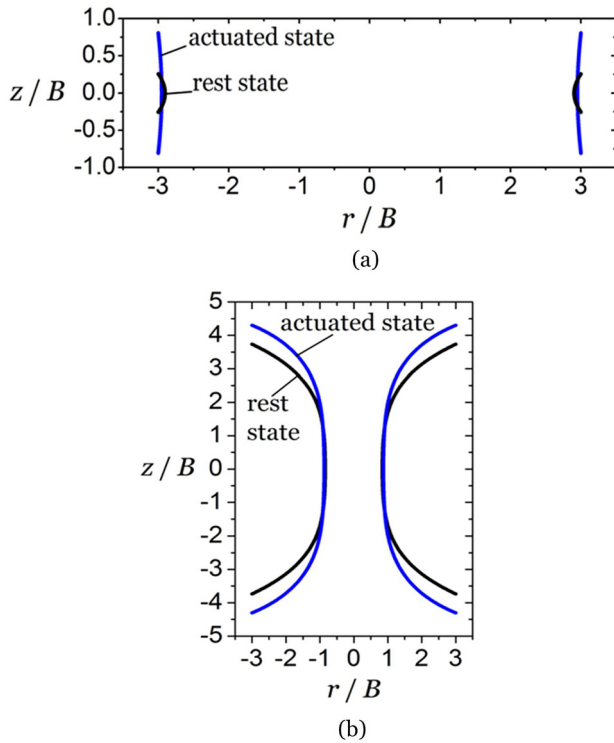 1.0
actuated state
0.5
z / B
rest state
0.0
-0.5
-1.0
-3 -2 -1 0 1 2 3
r / B
(a)
5
actuated state
4
3
rest
2
state
1
z / B
0
-1
-2
-3
-4
-5
-3 -2 -1 0 1 2 3
r / B
(b)